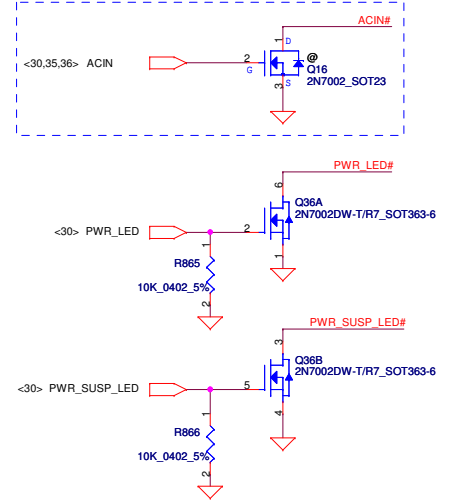 ACIN#
1
D
<30,35,36> ACIN
2
G
@
Q16
2N7002_SOT23
3
S
PWR_LED#
6
Q36A
2N7002DW-T/R7_SOT363-6
<30> PWR_LED
2
1
1
R865
10K_0402_5%
2
PWR_SUSP_LED#
3
Q36B
2N7002DW-T/R7_SOT363-6
<30> PWR_SUSP_LED
5
4
1
R866
10K_0402_5%
2